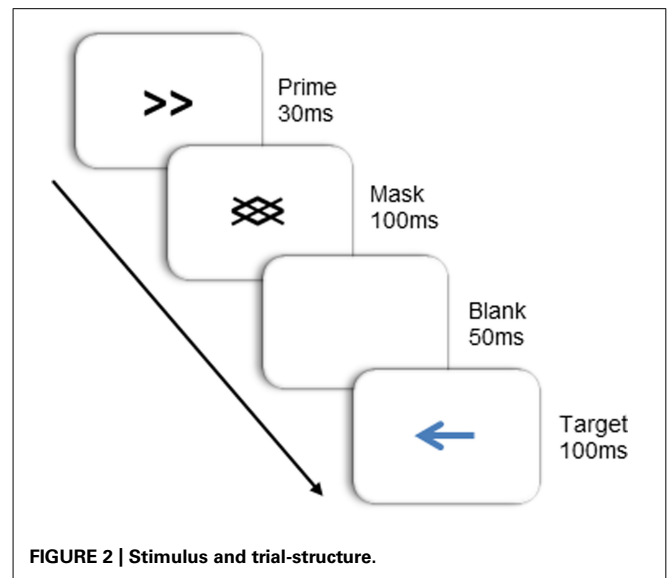 >>
Prime
30ms
Mask
100ms
Blank
50ms
Target
100ms
FIGURE 2 | Stimulus and trial-structure.